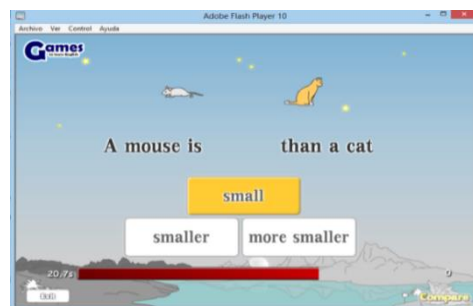 Adobe Flash Player 10
Archivo Ver Control Ayuda
Games
A mouse is than a cat
small
smaller more smaller
20.7s 0
Compare